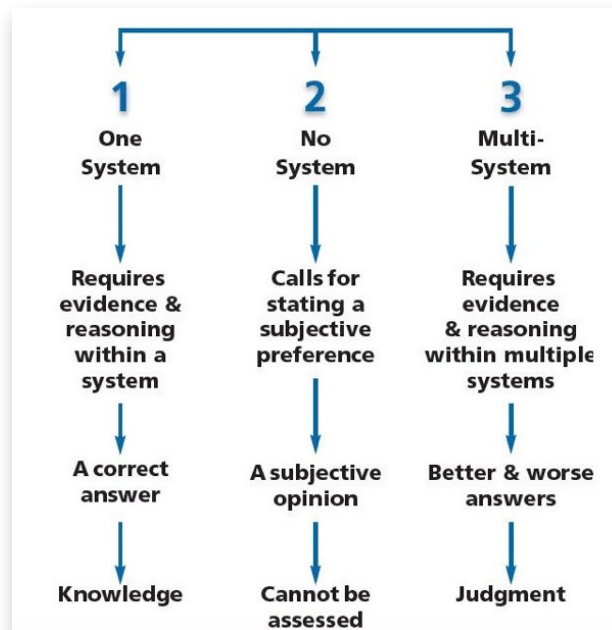 1
One
System
Requires
evidence &
reasoning
within a
system
A correct
answer
Knowledge
2
No
System
Calls for
stating a
subjective
preference
A subjective
opinion
Cannot be
assessed
3
Multi-
System
Requires
evidence
& reasoning
within multiple
systems
Better & worse
answers
Judgment